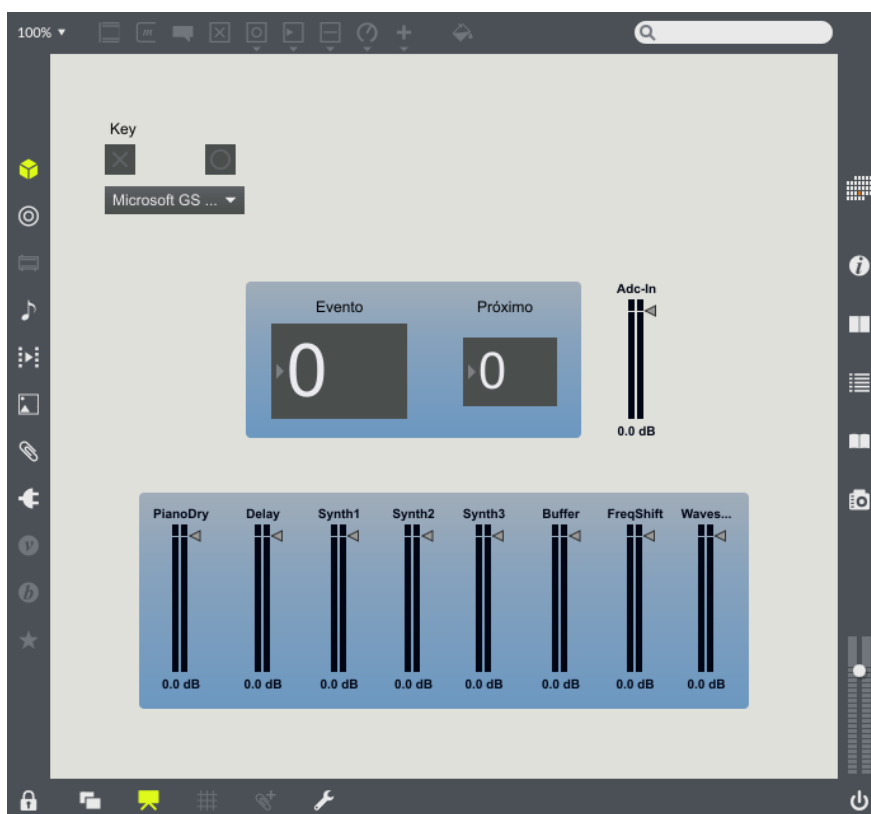 100%
Key
Microsoft GS ...
Evento
Próximo
0
0
Adc-In
0.0 dB
PianoDry Delay Synth1 Synth2 Synth3 Buffer FreqShift Waves...
0.0 dB 0.0 dB 0.0 dB 0.0 dB 0.0 dB 0.0 dB 0.0 dB 0.0 dB